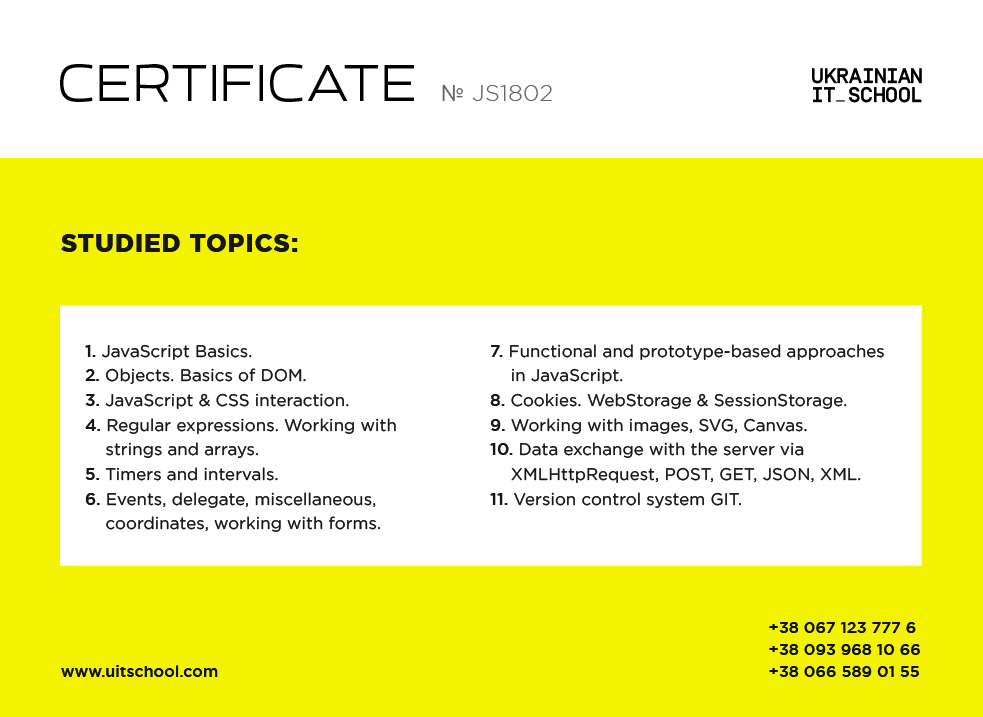 CERTIFICATE № JS1802
UKRAINIAN
IT_SCHOOL
STUDIED TOPICS:
1. JavaScript Basics.
2. Objects. Basics of DOM.
3. JavaScript & CSS interaction.
4. Regular expressions. Working with
strings and arrays.
5. Timers and intervals.
6. Events, delegate, miscellaneous,
coordinates, working with forms.
7. Functional and prototype-based approaches
in JavaScript.
8. Cookies. WebStorage & SessionStorage.
9. Working with images, SVG, Canvas.
10. Data exchange with the server via
XMLHttpRequest, POST, GET, JSON, XML.
11. Version control system GIT.
www.uitschool.com
+38 067 123 777 6
+38 093 968 10 66
+38 066 589 01 55